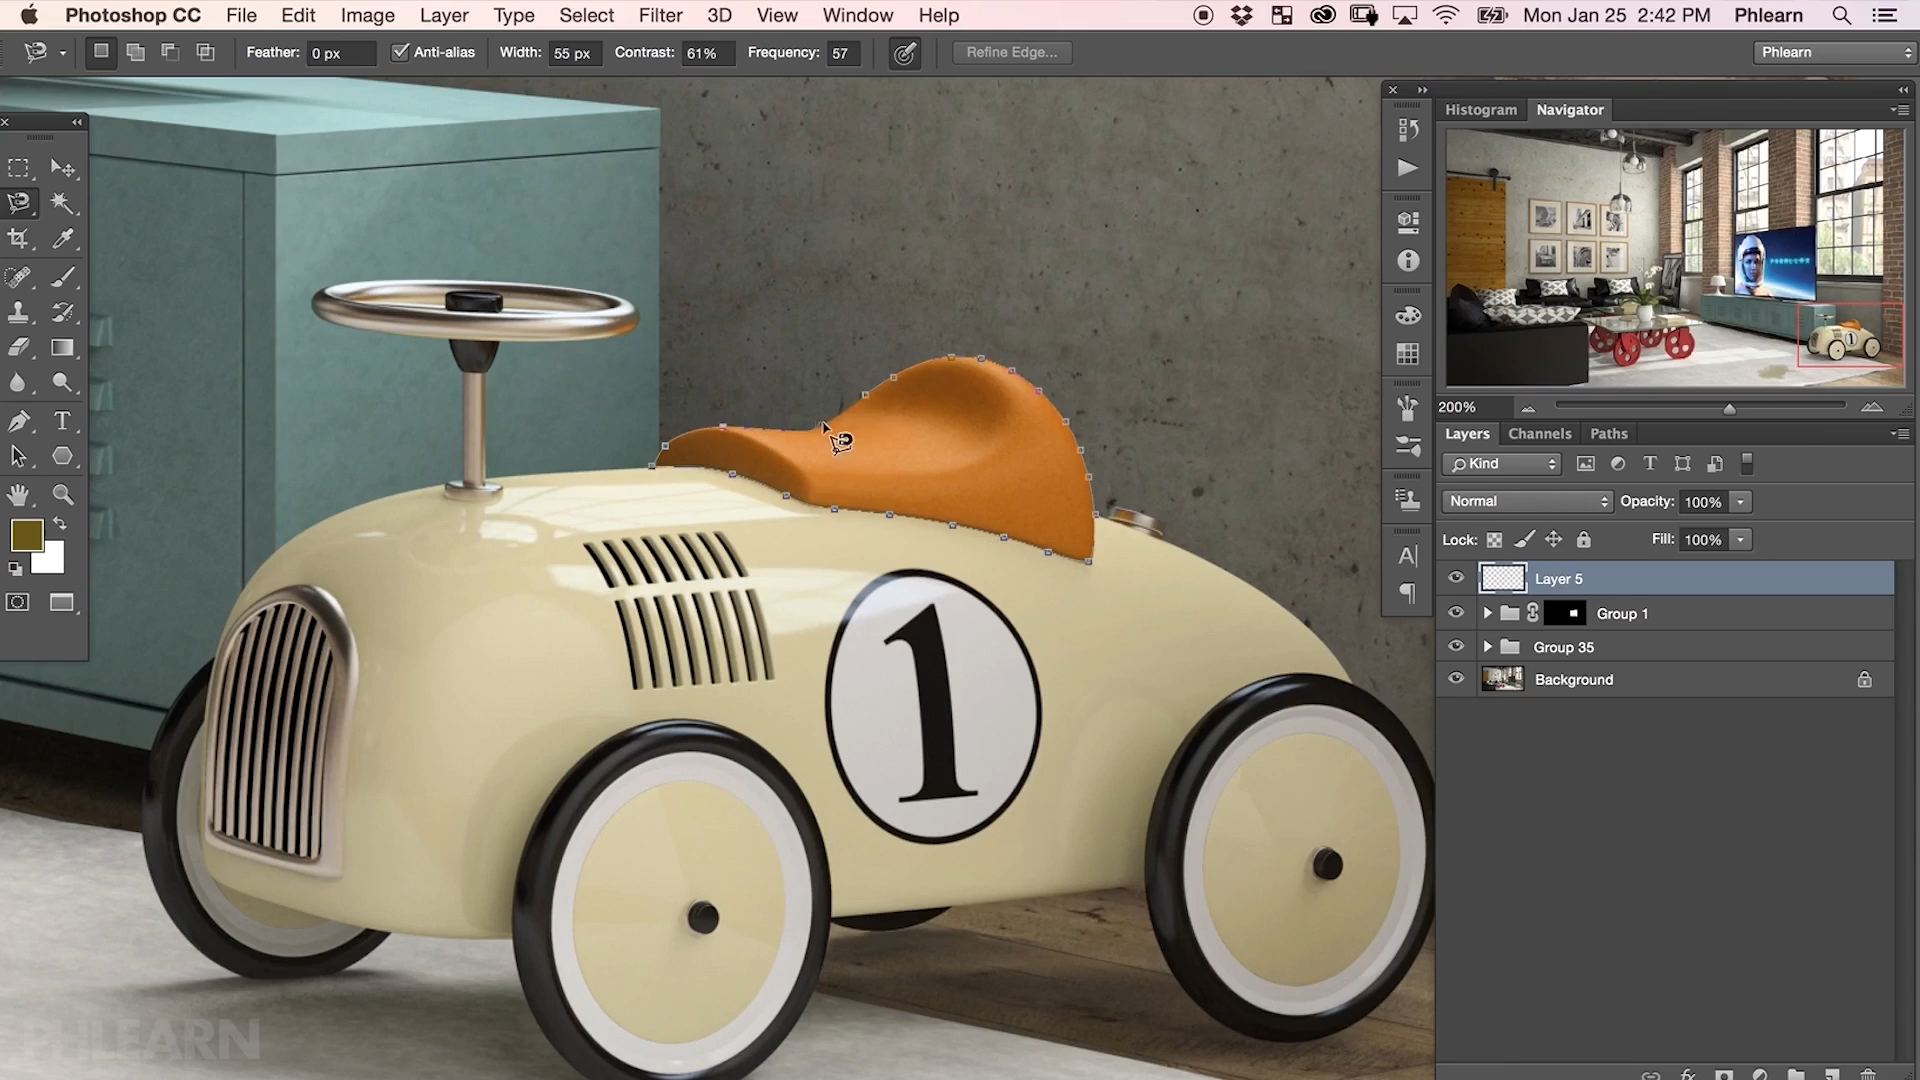 Photoshop CC File Edit Image Layer Type Select Filter 3D View Window Help Mon Jan 25 2:42 PM Phlearn
Feather: 0 px Anti-alias Width: 55 px Contrast: 61% Frequency: 57 Refine Edge... Phlearn
Histogram Navigator
200%
Layers Channels Paths
Kind
Normal Opacity: 100%
Lock: Fill: 100%
Layer 5
Group 1
Group 35
Background
1
PHLEARN